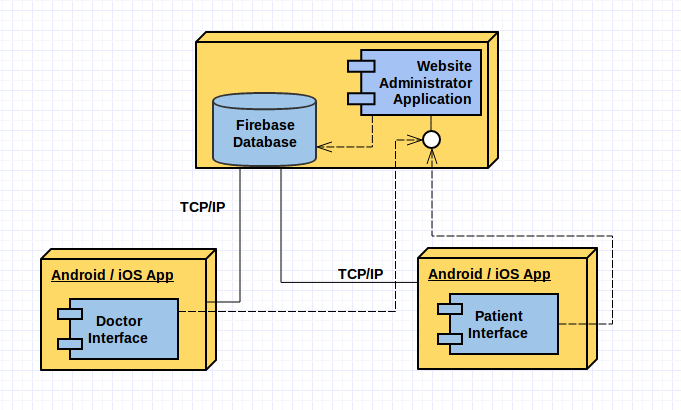 Website
Administrator
Application
Firebase
Database
TCP/IP
TCP/IP
Android / iOS App
Doctor
Interface
Android / iOS App
Patient
Interface